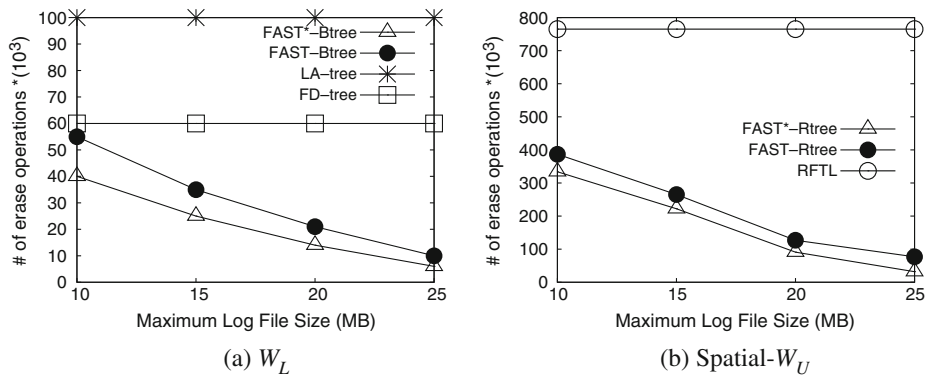 100
90
80
70
60
50
40
30
20
10
0
# of erase operations *(10³)
10
15
20
25
Maximum Log File Size (MB)
FAST*–Btree
FAST–Btree
LA–tree
FD–tree
(a) W_L
900
800
700
600
500
400
300
200
100
0
# of erase operations *(10³)
10
15
20
25
Maximum Log File Size (MB)
FAST*–Rtree
FAST–Rtree
RFTL
(b) Spatial-W_U